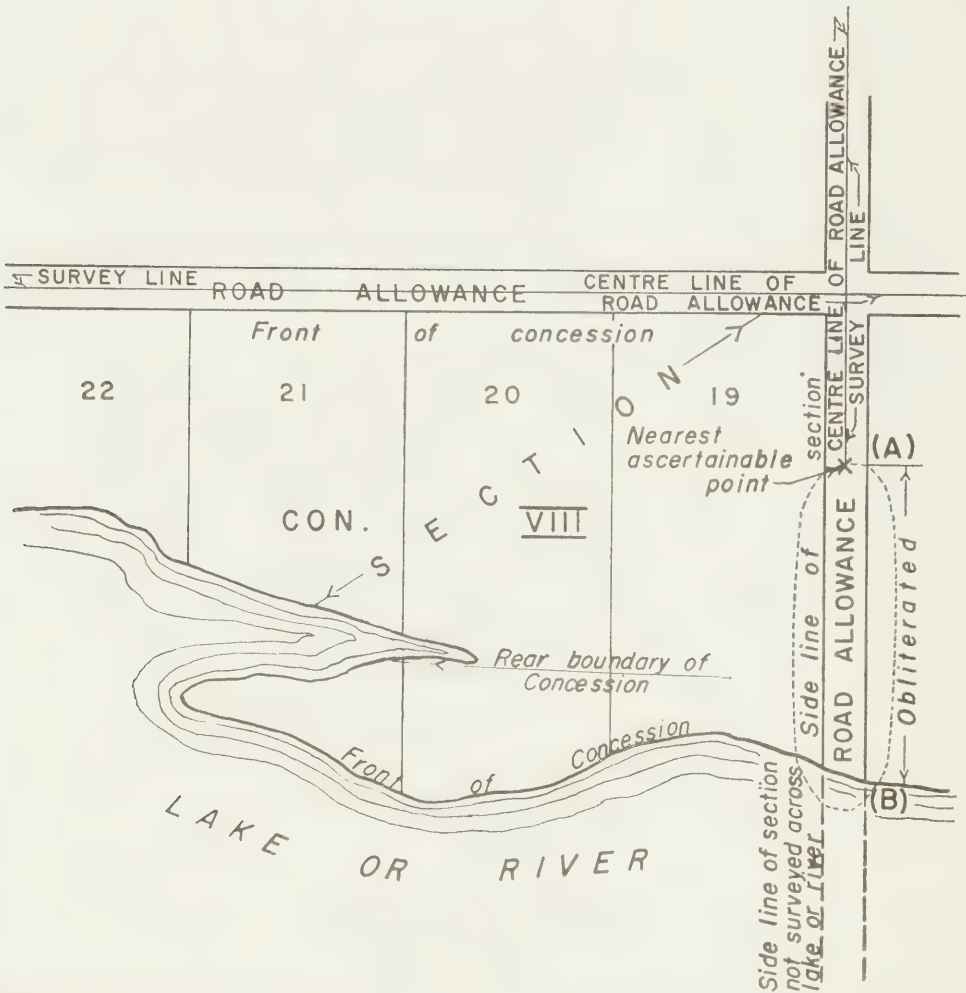 CENTRE LINE OF ROAD ALLOWANCE
SURVEY LINE
SURVEY LINE
ROAD ALLOWANCE
CENTRE LINE OF
ROAD ALLOWANCE
Front of concession
22
21
20
19
SECTION
Nearest
ascertainable
point
(A)
CON.
VIII
Side line of section
ROAD ALLOWANCE
Obliterated
Rear boundary of
Concession
Front of Concession
(B)
LAKE OR RIVER
Side line of section
not surveyed across
lake or river